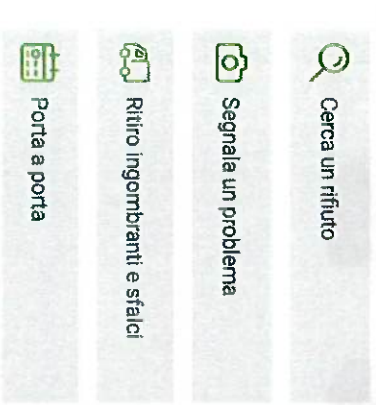 Cerca un rifiuto
Segnala un problema
Ritiro ingombranti e sfalci
Porta a porta